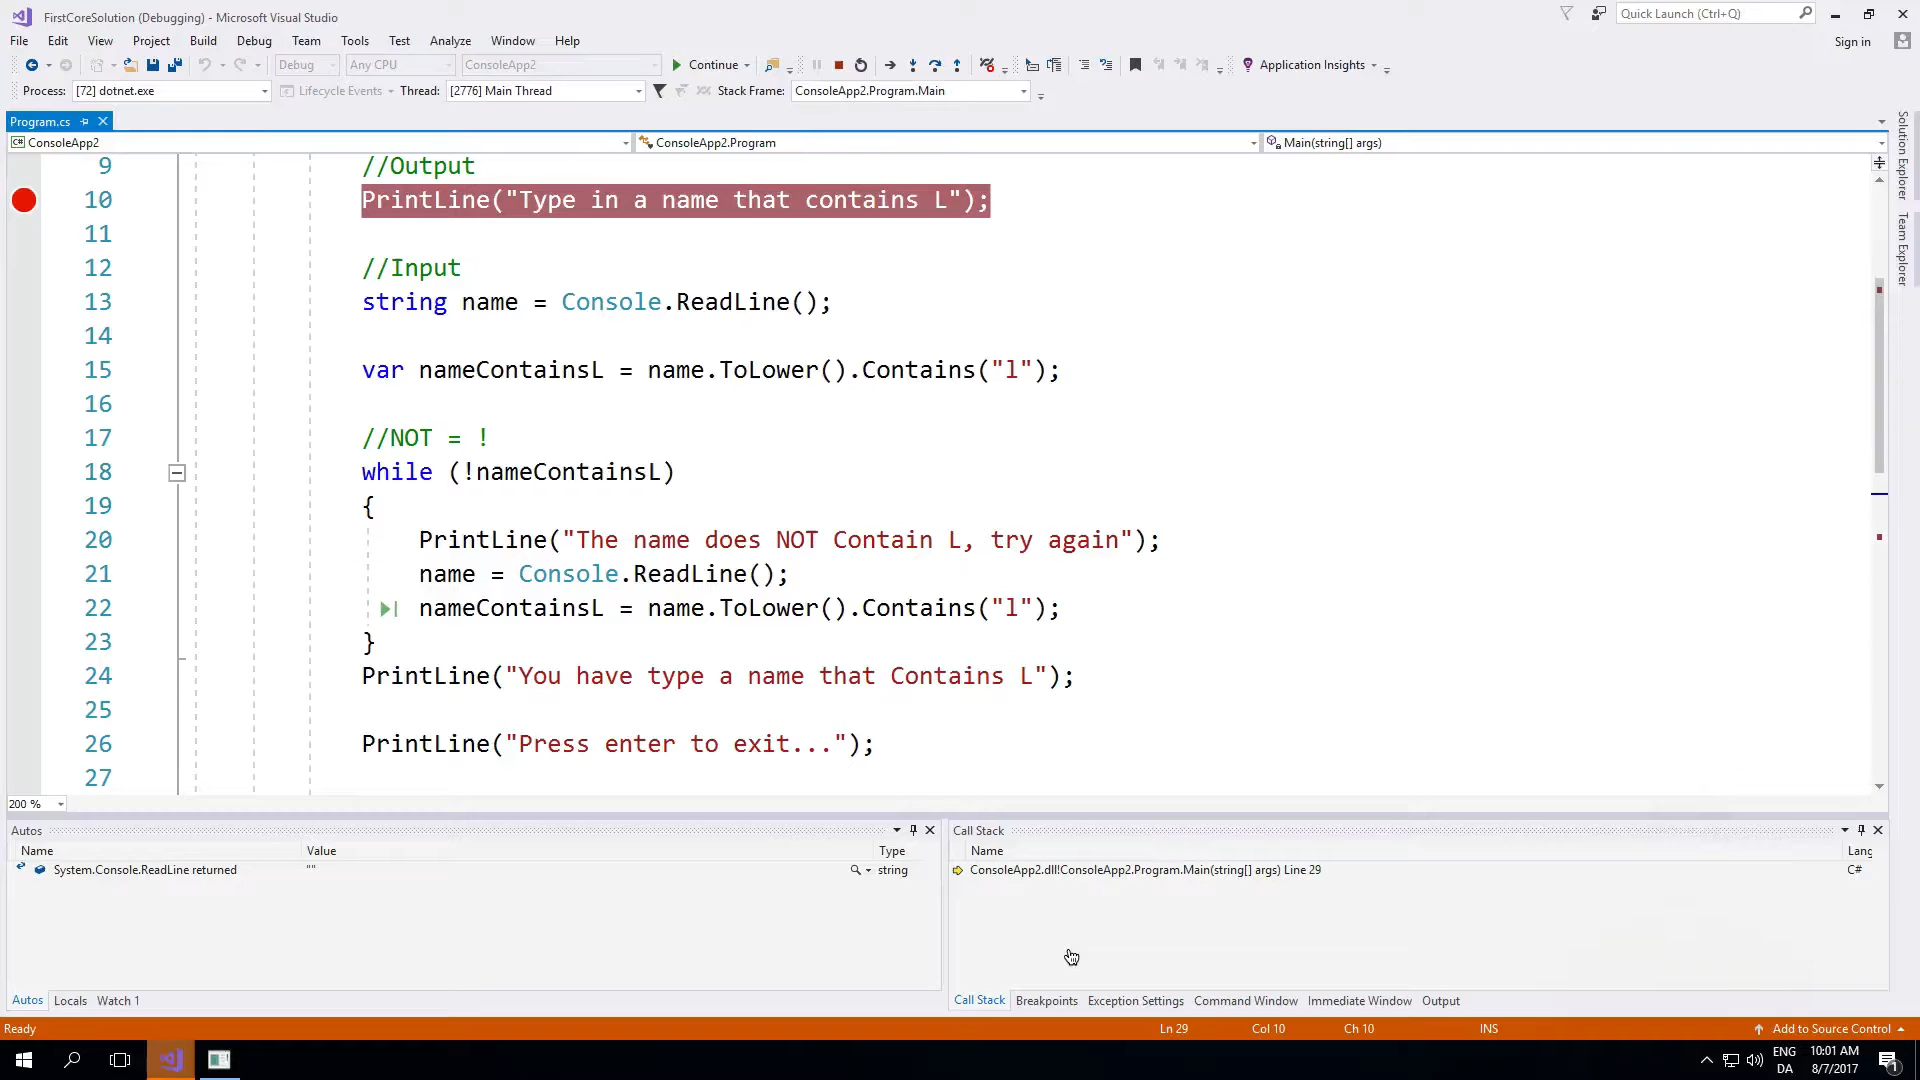 FirstCoreSolution (Debugging) - Microsoft Visual Studio
Quick Launch (Ctrl+Q)
File Edit View Project Build Debug Team Tools Test Analyze Window Help
Sign in
Debug Any CPU ConsoleApp2 Continue Application Insights
Process: [72] dotnet.exe Lifecycle Events Thread: [2776] Main Thread Stack Frame: ConsoleApp2.Program.Main
Program.cs
C# ConsoleApp2 ConsoleApp2.Program Main(string[] args)
9 //Output
10 PrintLine("Type in a name that contains L");
11
12 //Input
13 string name = Console.ReadLine();
14
15 var nameContainsL = name.ToLower().Contains("l");
16
17 //NOT = !
18 while (!nameContainsL)
19 {
20 PrintLine("The name does NOT Contain L, try again");
21 name = Console.ReadLine();
22 nameContainsL = name.ToLower().Contains("l");
23 }
24 PrintLine("You have type a name that Contains L");
25
26 PrintLine("Press enter to exit...");
27
Solution Explorer
Team Explorer
200 %
Autos
Name Value Type
System.Console.ReadLine returned "" string
Autos Locals Watch 1
Call Stack
Name Lang
ConsoleApp2.dll!ConsoleApp2.Program.Main(string[] args) Line 29 C#
Call Stack Breakpoints Exception Settings Command Window Immediate Window Output
Ready Ln 29 Col 10 Ch 10 INS Add to Source Control
ENG 10:01 AM
DA 8/7/2017
1